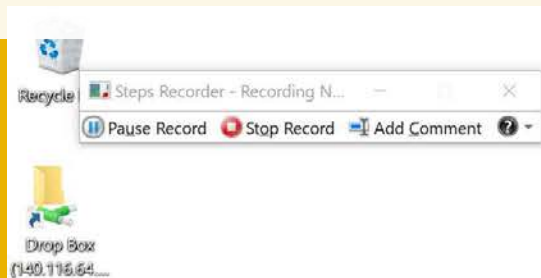 Recycle
Steps Recorder - Recording N...
Pause Record Stop Record Add Comment
Drop Box
(140.116.64....